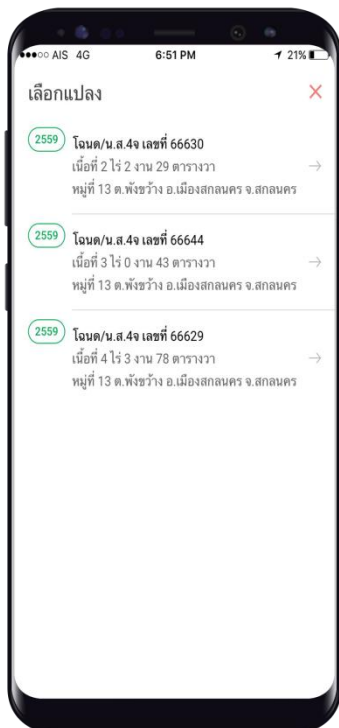 AIS 4G 6:51 PM 21%
เลือกแปลง
2559 โฉนด/น.ส.4จ เลขที่ 66630
เนื้อที่ 2 ไร่ 2 งาน 29 ตารางวา
หมู่ที่ 13 ต.พังขว้าง อ.เมืองสกลนคร จ.สกลนคร
2559 โฉนด/น.ส.4จ เลขที่ 66644
เนื้อที่ 3 ไร่ 0 งาน 43 ตารางวา
หมู่ที่ 13 ต.พังขว้าง อ.เมืองสกลนคร จ.สกลนคร
2559 โฉนด/น.ส.4จ เลขที่ 66629
เนื้อที่ 4 ไร่ 3 งาน 78 ตารางวา
หมู่ที่ 13 ต.พังขว้าง อ.เมืองสกลนคร จ.สกลนคร